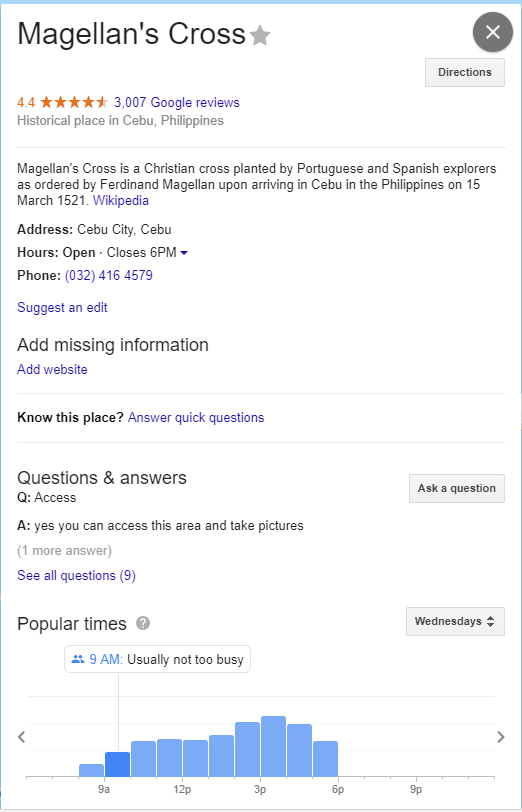 Magellan's Cross
Directions
4.4 3,007 Google reviews
Historical place in Cebu, Philippines
Magellan's Cross is a Christian cross planted by Portuguese and Spanish explorers
as ordered by Ferdinand Magellan upon arriving in Cebu in the Philippines on 15
March 1521. Wikipedia
Address: Cebu City, Cebu
Hours: Open · Closes 6PM
Phone: (032) 416 4579
Suggest an edit
Add missing information
Add website
Know this place? Answer quick questions
Questions & answers
Q: Access
Ask a question
A: yes you can access this area and take pictures
(1 more answer)
See all questions (9)
Popular times ?
Wednesdays
9 AM: Usually not too busy
9a 12p 3p 6p 9p